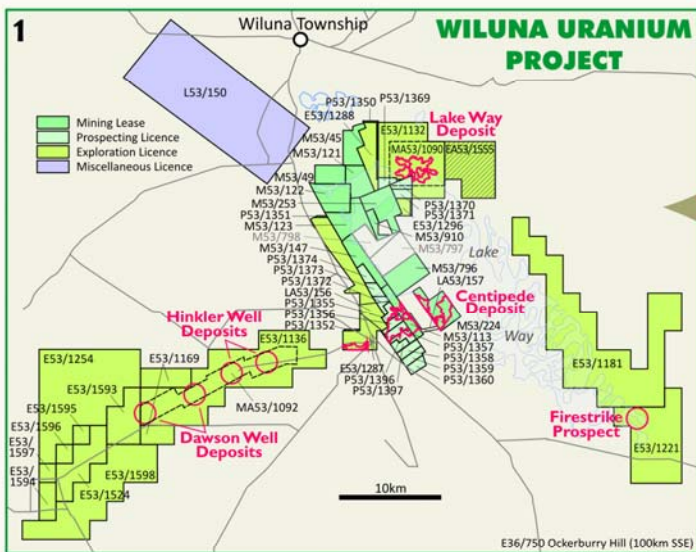 1
Wiluna Township
WILUNA URANIUM
PROJECT
L53/150
Mining Lease
Prospecting Licence
Exploration Licence
Miscellaneous Licence
P53/1350
P53/1369
E53/1288
Lake Way
Deposit
E53/1132
M53/45
MA53/1090
EA53/1555
M53/121
M53/49
M53/122
M53/253
P53/1351
M53/123
M53/798
M53/147
P53/1374
P53/1373
P53/1372
LA53/156
P53/1355
P53/1356
P53/1352
P53/1370
P53/1371
E53/1296
M53/910
M53/797
Lake
M53/796
LA53/157
Centipede
Deposit
Way
M53/224
M53/113
P53/1357
P53/1358
P53/1359
P53/1360
E53/1287
P53/1396
P53/1397
Hinkler Well
Deposits
E53/1136
E53/1254
E53/1169
E53/1593
E53/1595
E53/
1596
E53/
1597
E53/
1594
MA53/1092
Dawson Well
Deposits
E53/1598
E53/1524
E53/1181
Firestrike
Prospect
E53/1221
10km
E36/750 Ockerburry Hill (100km SSE)